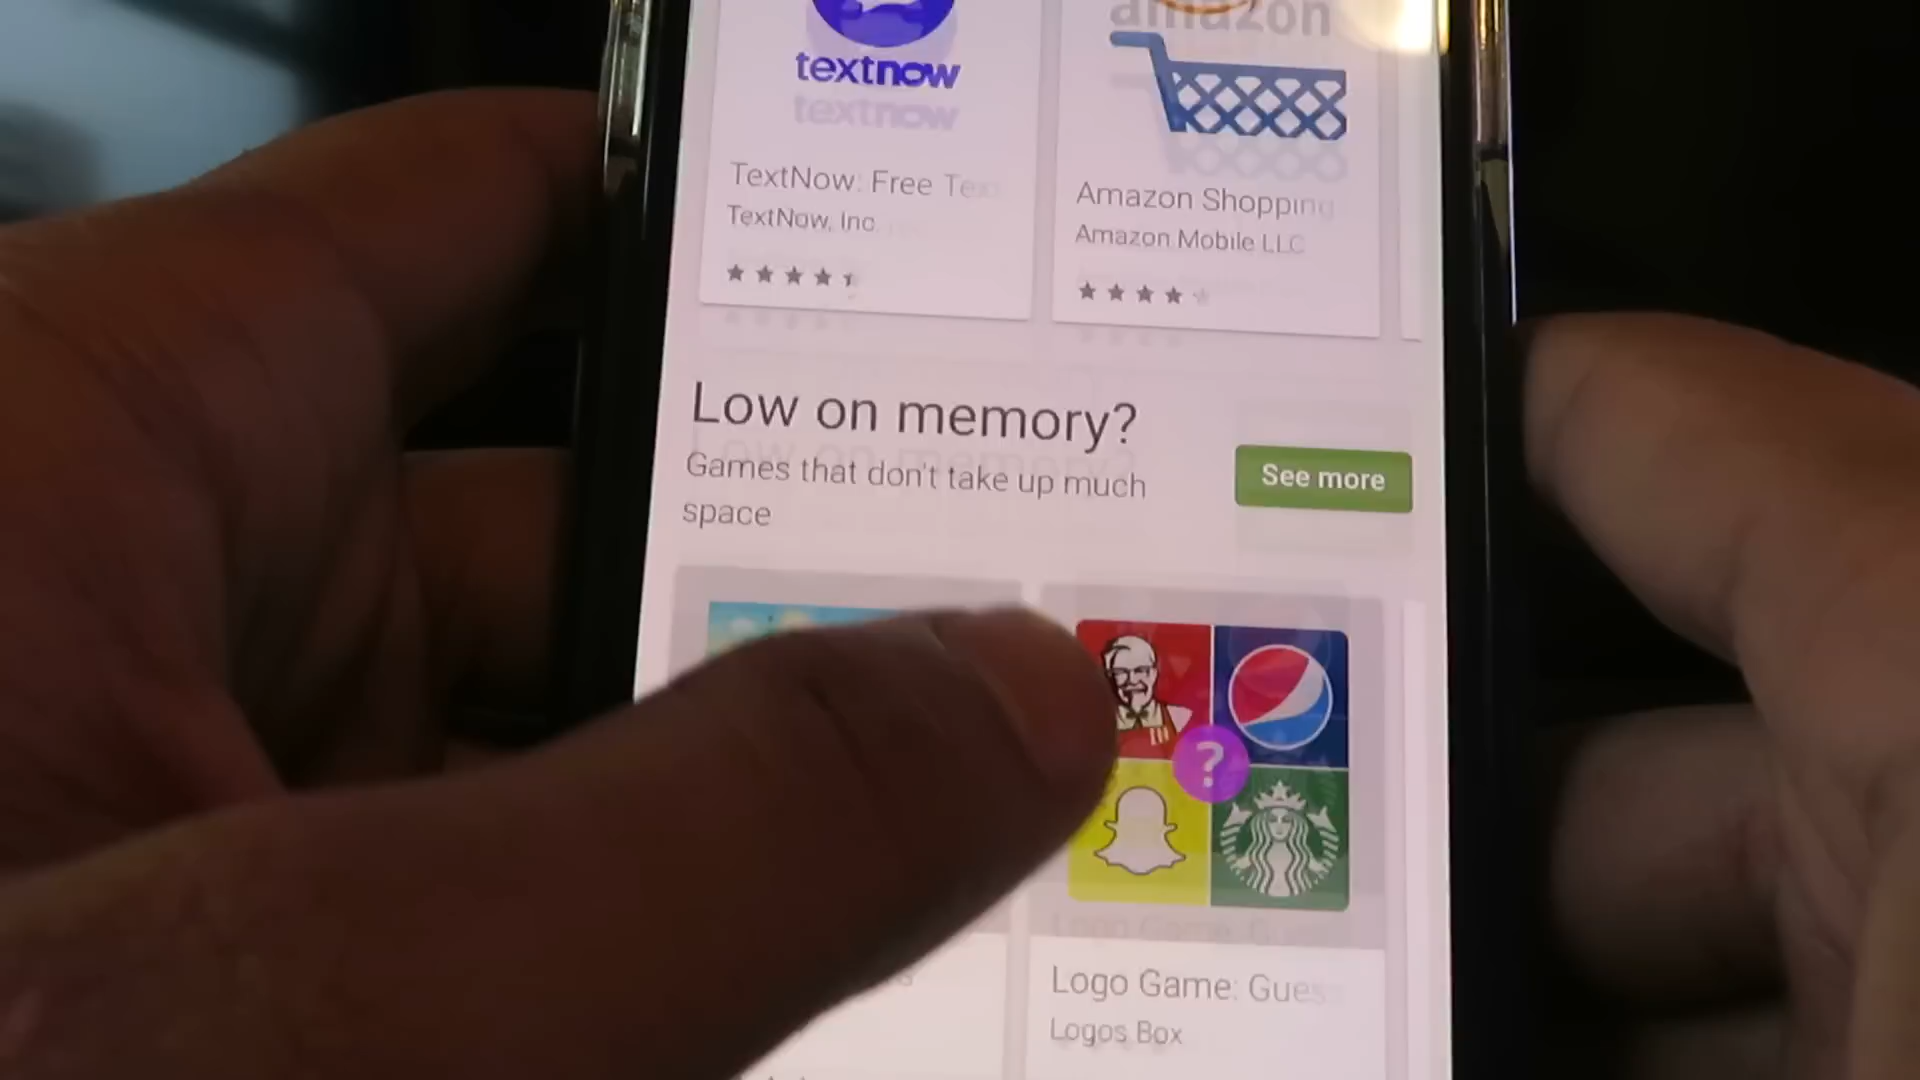 textnow
amazon
TextNow: Free Tex
TextNow, Inc.
Amazon Shopping
Amazon Mobile LLC
Low on memory?
Games that don't take up much
space
See more
?
Logo Game: Gues
Logos Box